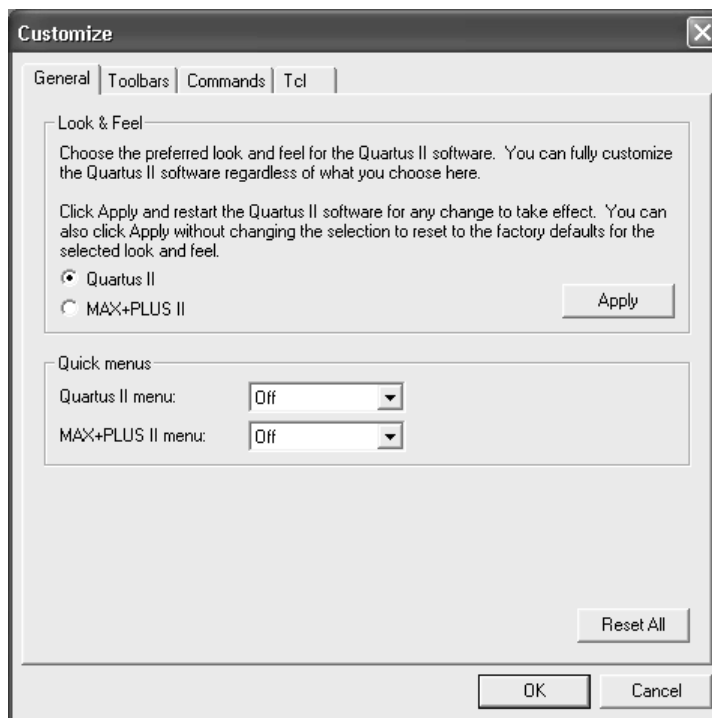 Customize
General Toolbars Commands Tcl
Look & Feel
Choose the preferred look and feel for the Quartus II software. You can fully customize
the Quartus II software regardless of what you choose here.
Click Apply and restart the Quartus II software for any change to take effect. You can
also click Apply without changing the selection to reset to the factory defaults for the
selected look and feel.
Quartus II
MAX+PLUS II
Apply
Quick menus
Quartus II menu: Off
MAX+PLUS II menu: Off
Reset All
OK Cancel